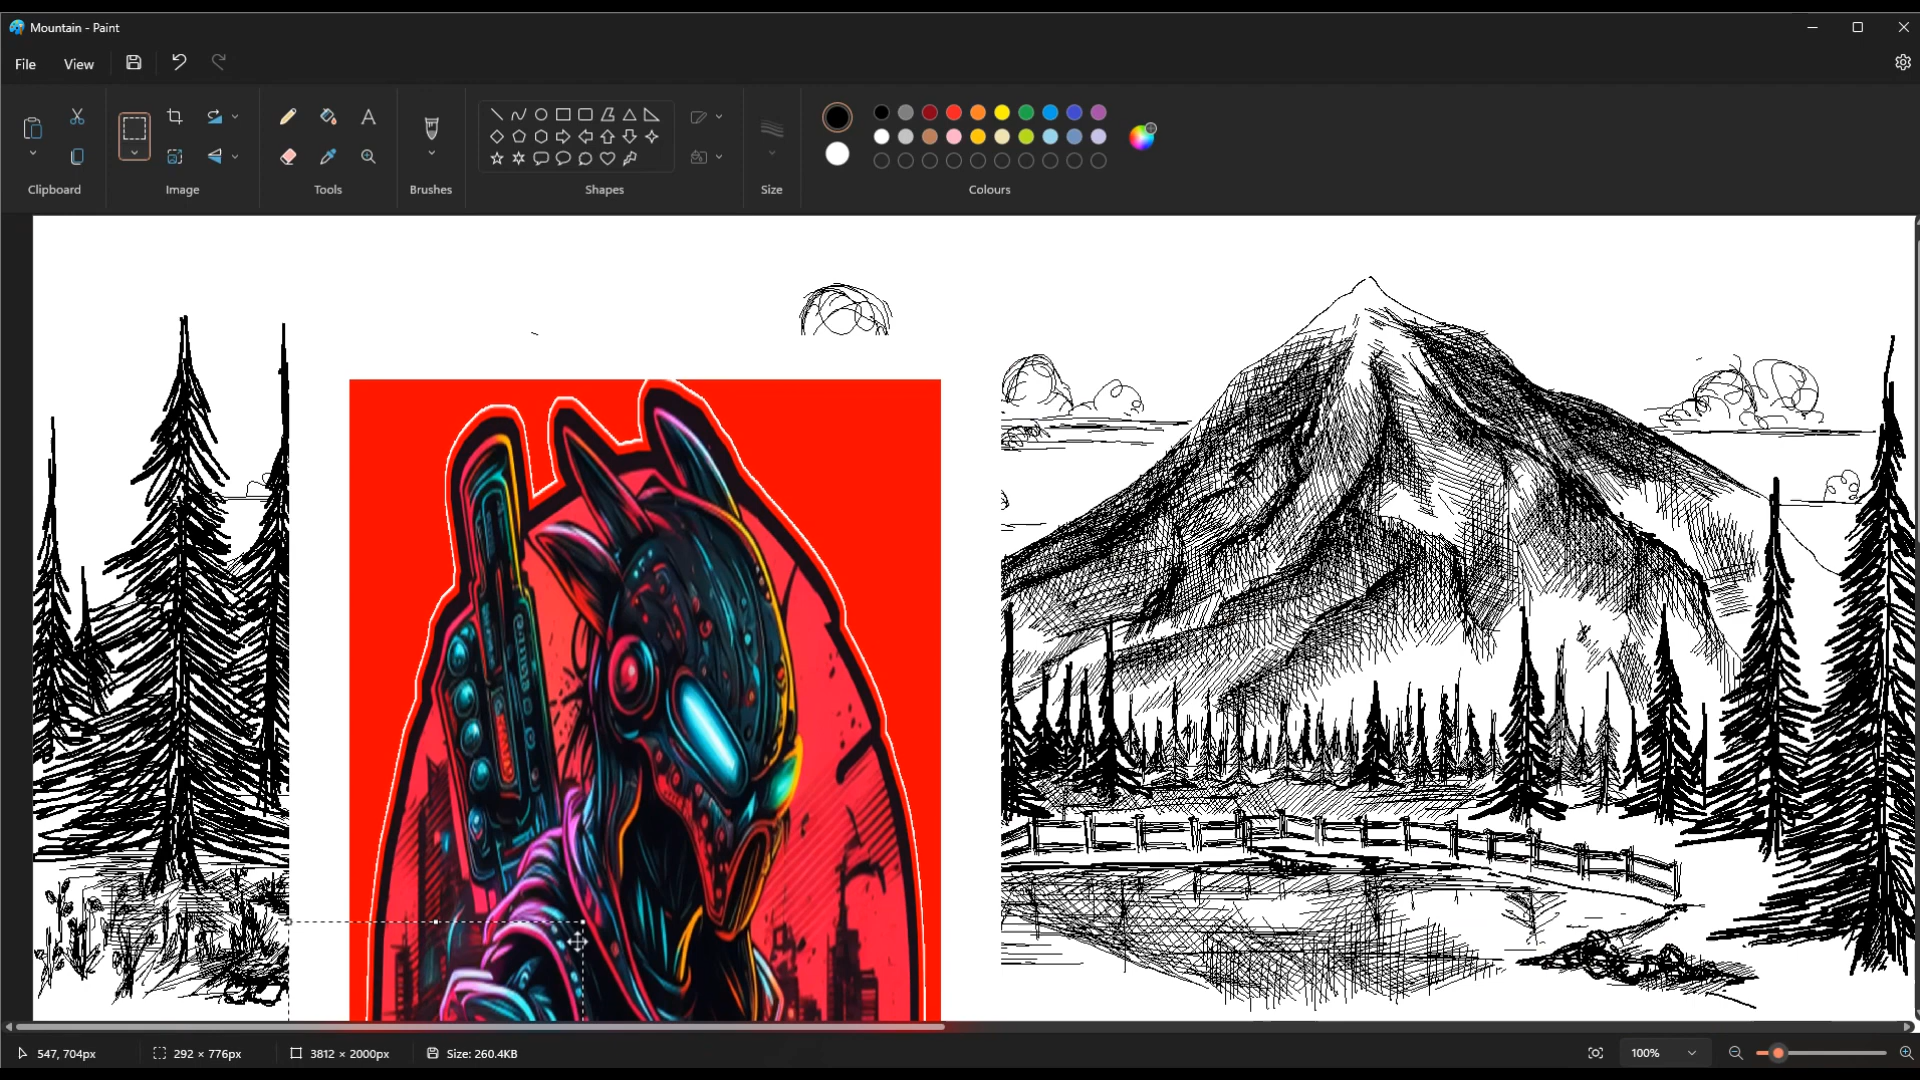 Mountain - Paint
File View
Clipboard Image Tools Brushes Shapes Size Colours
547, 704px 292 × 776px 3812 × 2000px Size: 260.4KB 100%